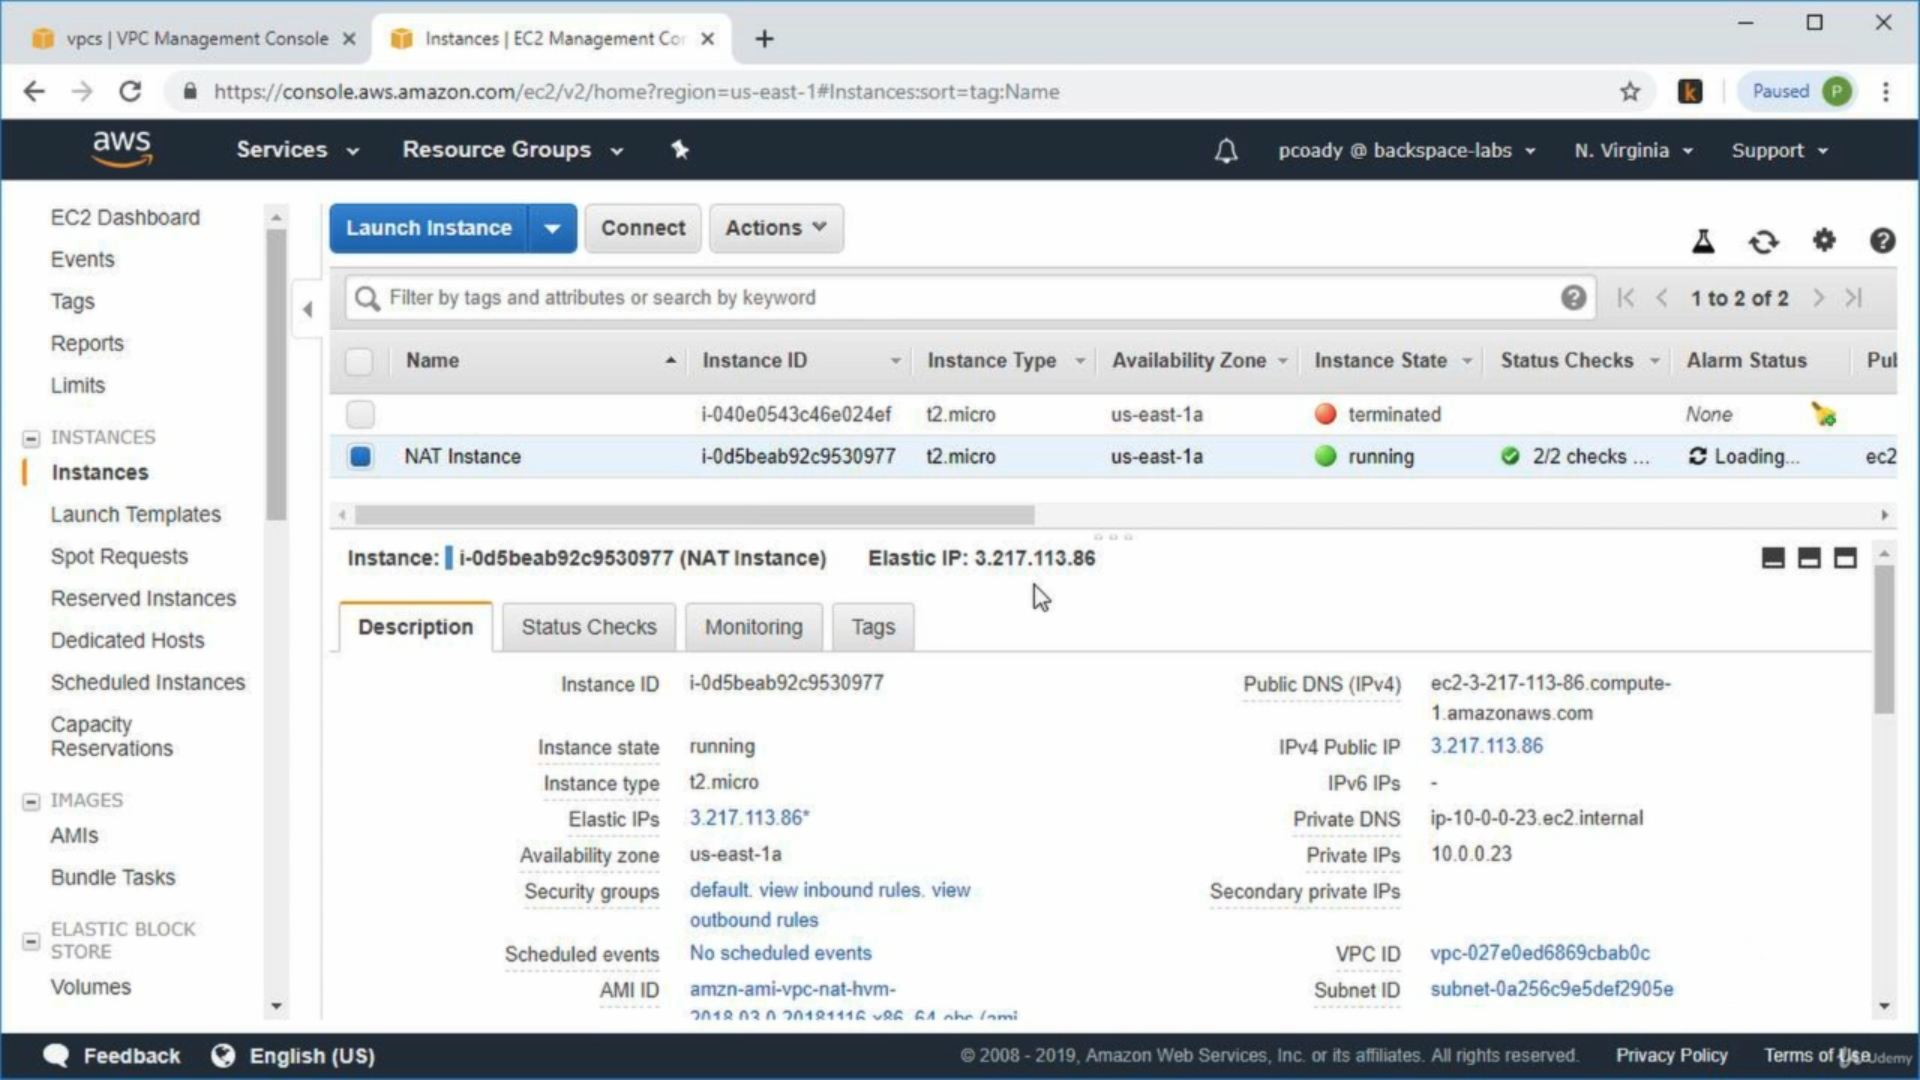 vpcs | VPC Management Console
Instances | EC2 Management Cor
https://console.aws.amazon.com/ec2/v2/home?region=us-east-1#Instances:sort=tag:Name
k
Paused P
aws
Services
Resource Groups
pcoady @ backspace-labs
N. Virginia
Support
EC2 Dashboard
Events
Tags
Reports
Limits
INSTANCES
Instances
Launch Templates
Spot Requests
Reserved Instances
Dedicated Hosts
Scheduled Instances
Capacity
Reservations
IMAGES
AMIs
Bundle Tasks
ELASTIC BLOCK
STORE
Volumes
Launch Instance
Connect
Actions
Filter by tags and attributes or search by keyword
1 to 2 of 2
Name Instance ID Instance Type Availability Zone Instance State Status Checks Alarm Status Pul
i-040e0543c46e024ef t2.micro us-east-1a terminated None
NAT Instance i-0d5beab92c9530977 t2.micro us-east-1a running 2/2 checks ... Loading... ec2
Instance: i-0d5beab92c9530977 (NAT Instance) Elastic IP: 3.217.113.86
Description Status Checks Monitoring Tags
Instance ID i-0d5beab92c9530977
Instance state running
Instance type t2.micro
Elastic IPs 3.217.113.86*
Availability zone us-east-1a
Security groups default. view inbound rules. view
outbound rules
Scheduled events No scheduled events
AMI ID amzn-ami-vpc-nat-hvm-
2018.03.0.20181116-x86_64-ebs (ami
Public DNS (IPv4) ec2-3-217-113-86.compute-
1.amazonaws.com
IPv4 Public IP 3.217.113.86
IPv6 IPs -
Private DNS ip-10-0-0-23.ec2.internal
Private IPs 10.0.0.23
Secondary private IPs
VPC ID vpc-027e0ed6869cbab0c
Subnet ID subnet-0a256c9e5def2905e
Feedback
English (US)
© 2008 - 2019, Amazon Web Services, Inc. or its affiliates. All rights reserved.
Privacy Policy
Terms of Use
Udemy